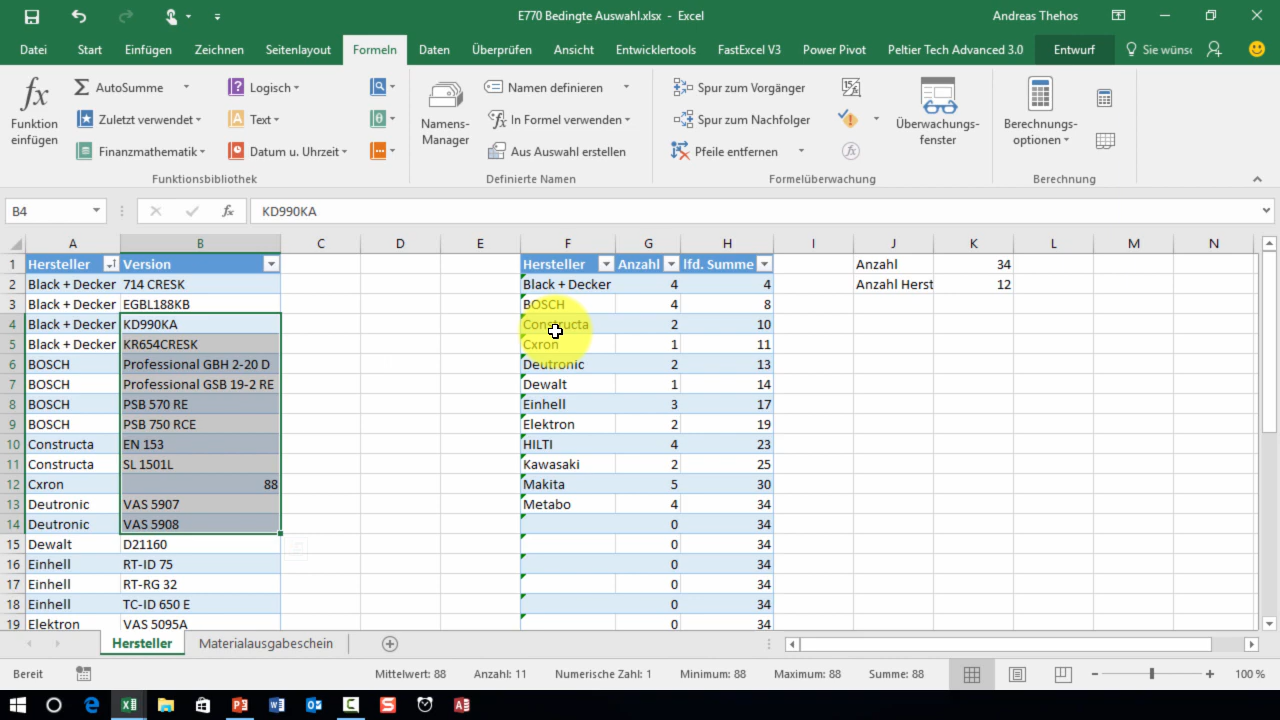 E770 Bedingte Auswahl.xlsx - Excel
Andreas Thehos
Datei Start Einfügen Zeichnen Seitenlayout Formeln Daten Überprüfen Ansicht Entwicklertools FastExcel V3 Power Pivot Peltier Tech Advanced 3.0 Entwurf Sie wüns
fx AutoSumme Logisch Namen definieren Spur zum Vorgänger
Funktion einfügen Zuletzt verwendet Text Namens-Manager In Formel verwenden Spur zum Nachfolger Überwachungs-fenster Berechnungs-optionen
Finanzmathematik Datum u. Uhrzeit Aus Auswahl erstellen Pfeile entfernen
Funktionsbibliothek Definierte Namen Formelüberwachung Berechnung
B4 fx KD990KA
A B C D E F G H I J K L M N
1 Hersteller Version Hersteller Anzahl lfd. Summe Anzahl 34
2 Black + Decker 714 CRESK Black + Decker 4 4 Anzahl Herst 12
3 Black + Decker EGBL188KB BOSCH 4 8
4 Black + Decker KD990KA Constructa 2 10
5 Black + Decker KR654CRESK Cxron 1 11
6 BOSCH Professional GBH 2-20 D Deutronic 2 13
7 BOSCH Professional GSB 19-2 RE Dewalt 1 14
8 BOSCH PSB 570 RE Einhell 3 17
9 BOSCH PSB 750 RCE Elektron 2 19
10 Constructa EN 153 HILTI 4 23
11 Constructa SL 1501L Kawasaki 2 25
12 Cxron 88 Makita 5 30
13 Deutronic VAS 5907 Metabo 4 34
14 Deutronic VAS 5908 0 34
15 Dewalt D21160 0 34
16 Einhell RT-ID 75 0 34
17 Einhell RT-RG 32 0 34
18 Einhell TC-ID 650 E 0 34
19 Elektron VAS 5095A 0 34
Hersteller Materialausgabeschein
Bereit Mittelwert: 88 Anzahl: 11 Numerische Zahl: 1 Minimum: 88 Maximum: 88 Summe: 88 100 %